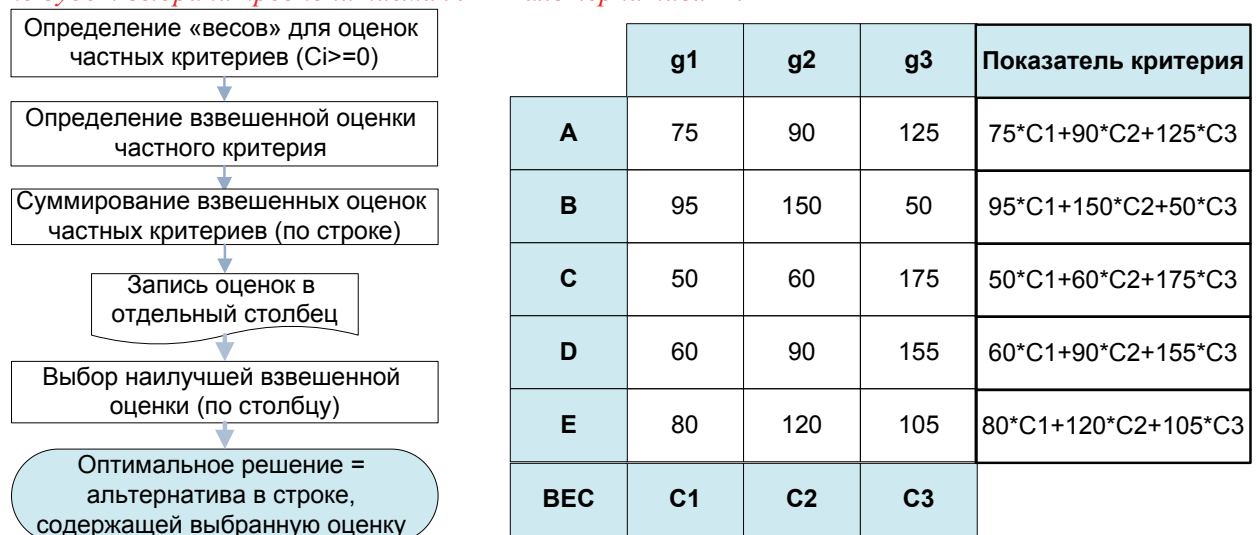 Определение «весов» для оценок
частных критериев (Ci>=0)
Определение взвешенной оценки
частного критерия
Суммирование взвешенных оценок
частных критериев (по строке)
Запись оценок в
отдельный столбец
Выбор наилучшей взвешенной
оценки (по столбцу)
Оптимальное решение =
альтернатива в строке,
содержащей выбранную оценку
g1 g2 g3 Показатель критерия
A 75 90 125 75*C1+90*C2+125*C3
B 95 150 50 95*C1+150*C2+50*C3
C 50 60 175 50*C1+60*C2+175*C3
D 60 90 155 60*C1+90*C2+155*C3
E 80 120 105 80*C1+120*C2+105*C3
ВЕС C1 C2 C3